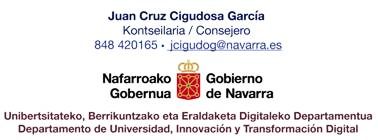 Juan Cruz Cigudosa García
Kontseilaria / Consejero
848 420165 • jcigudog@navarra.es
Nafarroako Gobernua
Gobierno de Navarra
Unibertsitateko, Berrikuntzako eta Eraldaketa Digitaleko Departamentua
Departamento de Universidad, Innovación y Transformación Digital